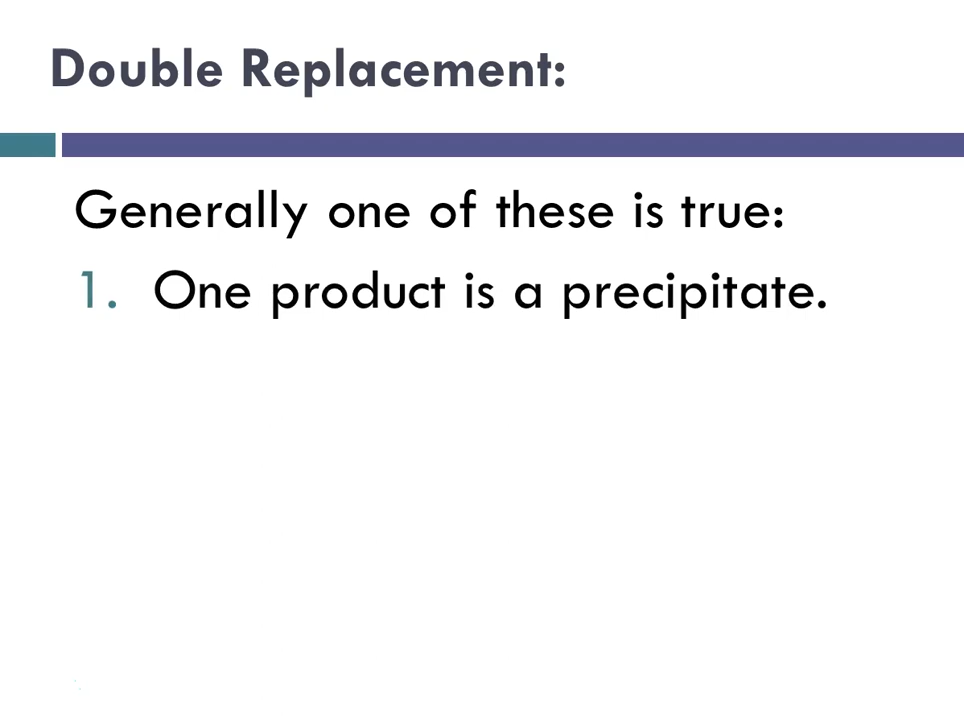 Double Replacement:
Generally one of these is true:
1. One product is a precipitate.